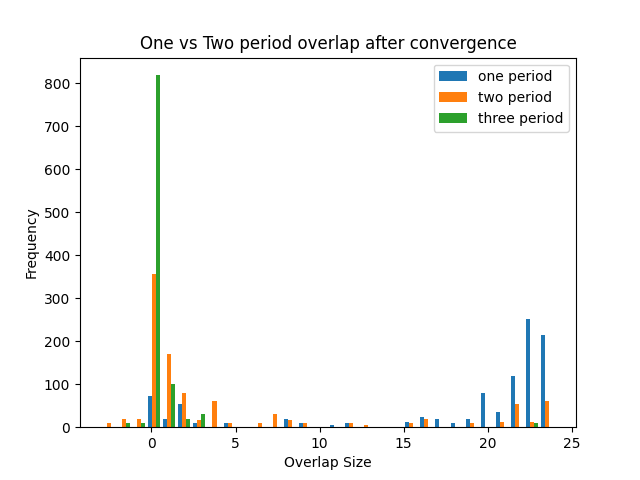 One vs Two period overlap after convergence
one period
two period
three period
800
700
600
500
400
300
200
100
0
Frequency
0 5 10 15 20 25
Overlap Size